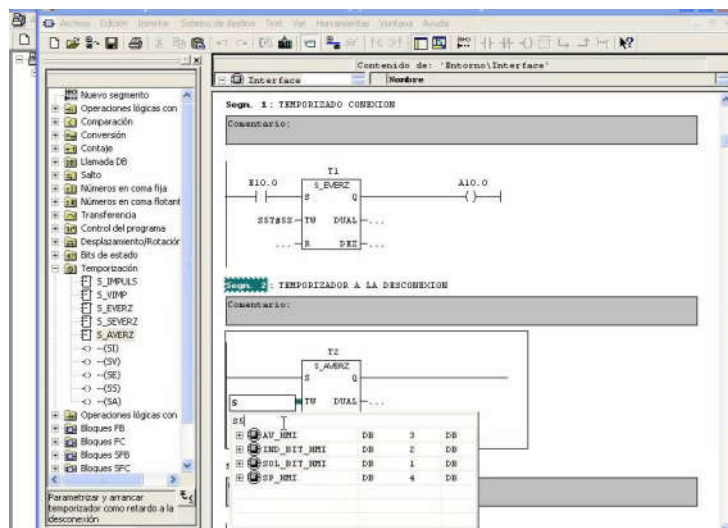 Archivo Edición Insertar Sistema de destino Test Ver Herramientas Ventana Ayuda
Contenido de: 'Entorno\Interface'
Interface
Nombre
Nuevo segmento
Operaciones lógicas con
Comparación
Conversión
Contaje
Llamada DB
Salto
Números en coma fija
Números en coma flotant
Transferencia
Control del programa
Desplazamiento/Rotación
Bits de estado
Temporización
S_IMPULS
S_VIMP
S_EVERZ
S_SEVERZ
S_AVERZ
--(SI)
--(SV)
--(SE)
--(SS)
--(SA)
Operaciones lógicas con
Bloques FB
Bloques FC
Bloques SFB
Bloques SFC
Parametrizar y arrancar
temporizador como retardo a la
desconexión
Segm. 1: TEMPORIZADO CONEXION
Comentario:
T1
E10.0 S_EVERZ A10.0
S Q
S5T#5S TW DUAL ...
... R DEZ ...
Segm. 2: TEMPORIZADOR A LA DESCONEXION
Comentario:
T2
S_AVERZ
S Q
S TW DUAL ...
S5
AV_HMI DB 3 DB
IND_BIT_HMI DB 2 DB
SOL_BIT_HMI DB 1 DB
SP_HMI DB 4 DB